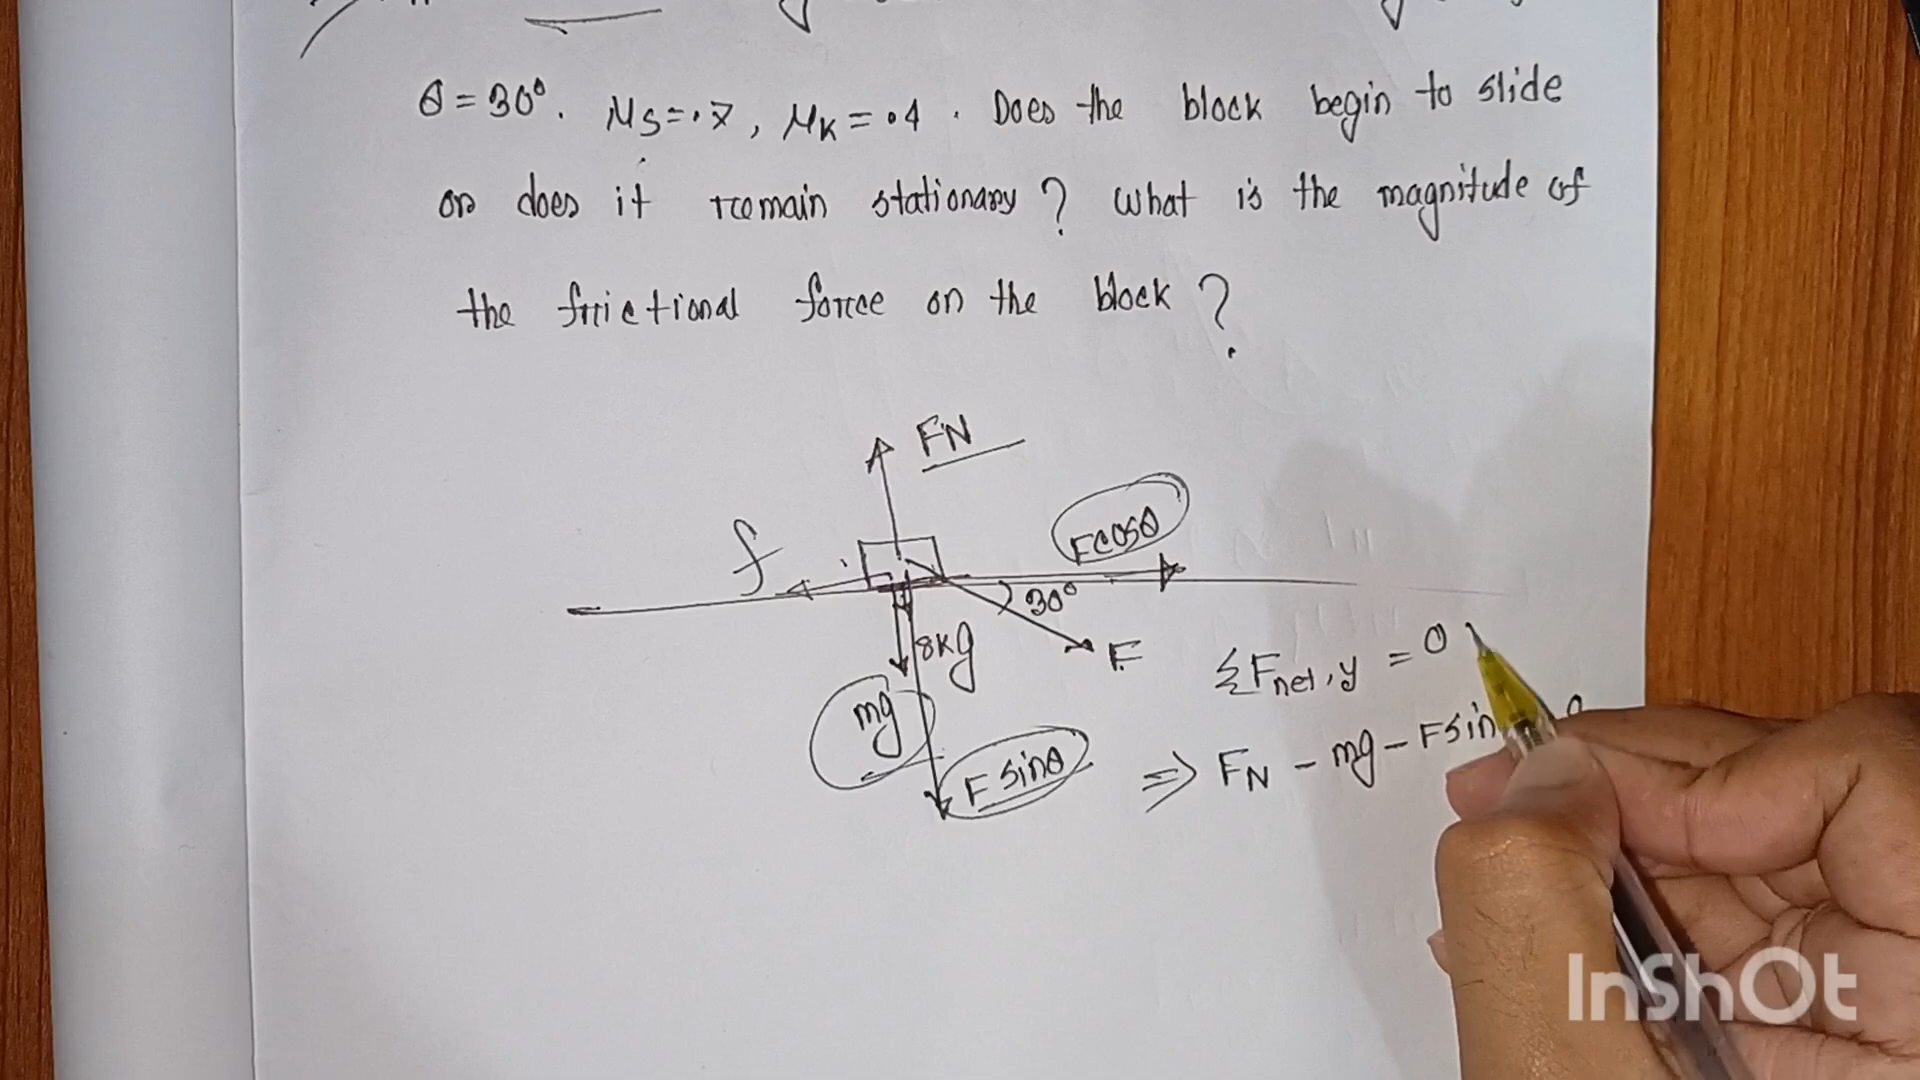 θ = 30°. μs = .7, μk = .4. Does the block begin to slide
or does it remain stationary? What is the magnitude of
the frictional force on the block?
FN
Fcosθ
f
30°
8kg
F
mg
F sinθ
ΣFnet,y = 0
⇒ FN - mg - Fsin
InShOt